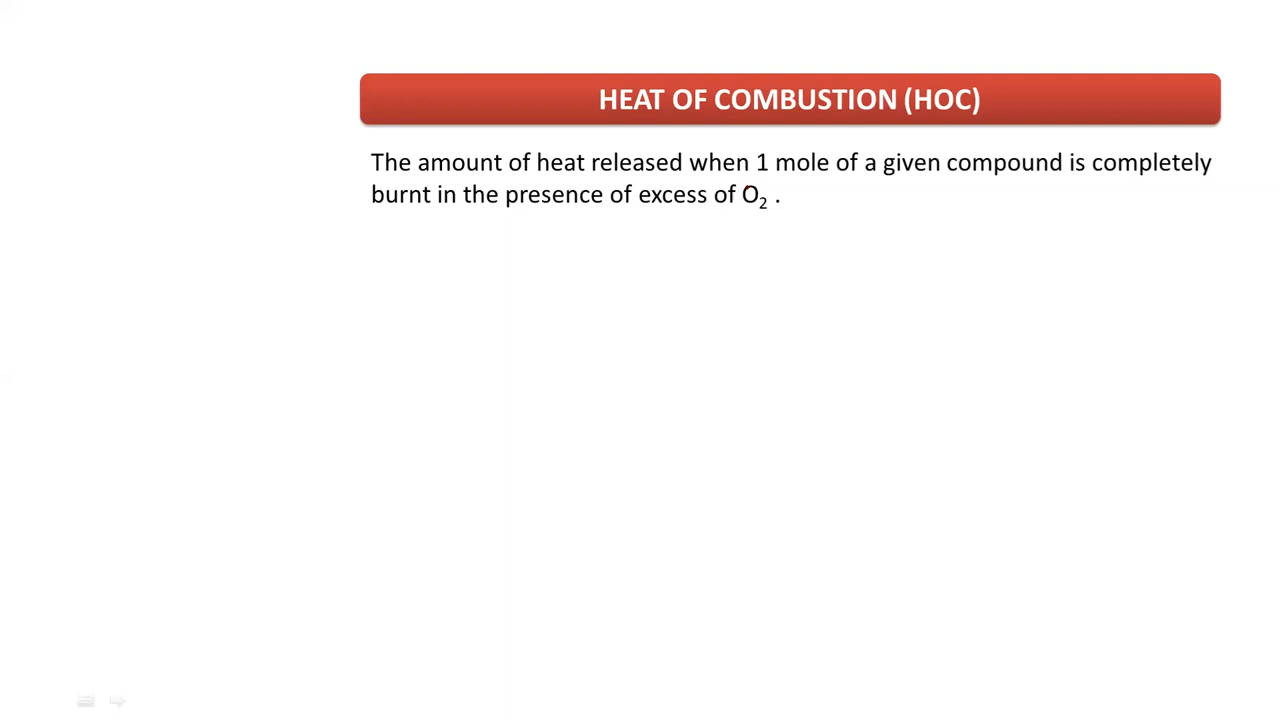 HEAT OF COMBUSTION (HOC)
The amount of heat released when 1 mole of a given compound is completely
burnt in the presence of excess of O₂ .